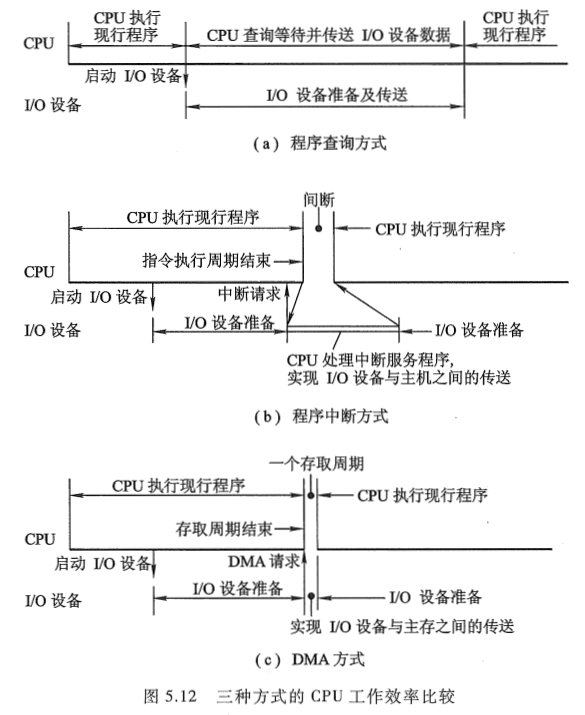 CPU 执行
现行程序
CPU 查询等待并传送 I/O 设备数据
CPU 执行
现行程序
CPU
启动 I/O 设备
I/O 设备准备及传送
I/O 设备
(a) 程序查询方式
间断
CPU 执行现行程序
CPU 执行现行程序
指令执行周期结束
CPU
启动 I/O 设备
中断请求
I/O 设备
I/O 设备准备
I/O 设备准备
CPU 处理中断服务程序,
实现 I/O 设备与主机之间的传送
(b) 程序中断方式
一个存取周期
CPU 执行现行程序
CPU 执行现行程序
存取周期结束
CPU
启动 I/O 设备
DMA 请求
I/O 设备
I/O 设备准备
I/O 设备准备
实现 I/O 设备与主存之间的传送
(c) DMA 方式
图 5.12 三种方式的 CPU 工作效率比较